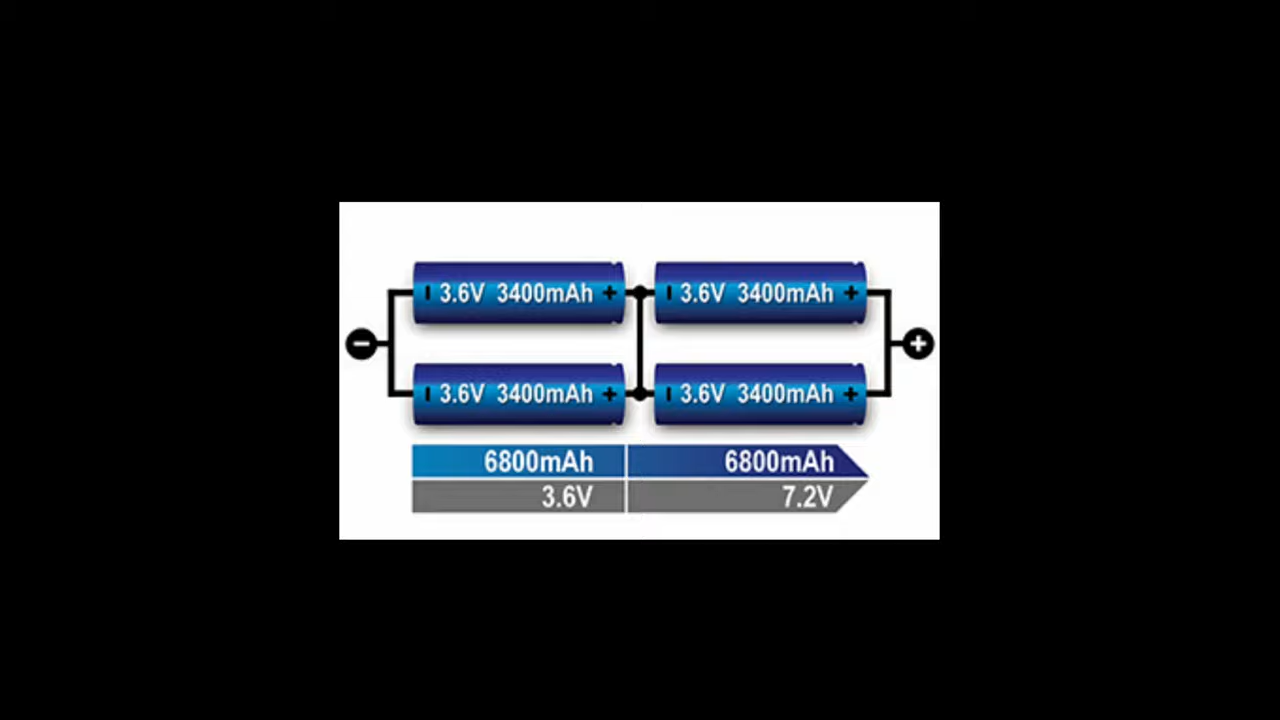 - 3.6V 3400mAh + - 3.6V 3400mAh +
- +
- 3.6V 3400mAh + - 3.6V 3400mAh +
6800mAh 6800mAh
3.6V 7.2V